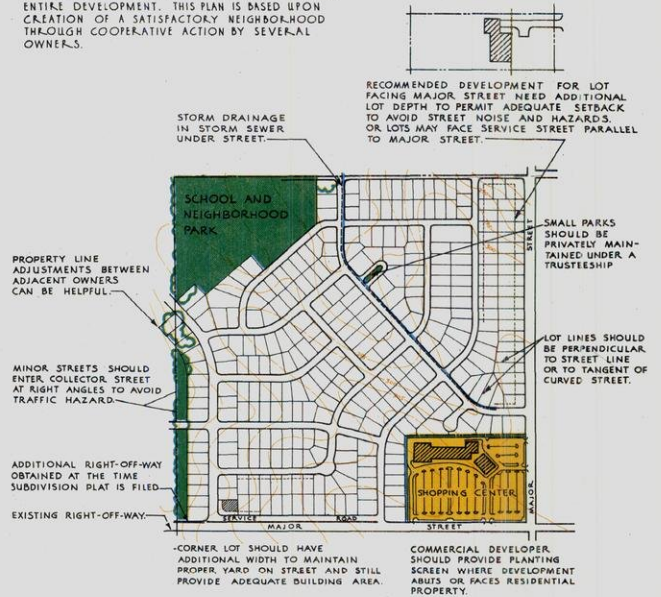 ENTIRE DEVELOPMENT. THIS PLAN IS BASED UPON
CREATION OF A SATISFACTORY NEIGHBORHOOD
THROUGH COOPERATIVE ACTION BY SEVERAL
OWNERS.
RECOMMENDED DEVELOPMENT FOR LOT
FACING MAJOR STREET NEED ADDITIONAL
LOT DEPTH TO PERMIT ADEQUATE SETBACK
TO AVOID STREET NOISE AND HAZARDS.
OR LOTS MAY FACE SERVICE STREET PARALLEL
TO MAJOR STREET.
STORM DRAINAGE
IN STORM SEWER
UNDER STREET.
SCHOOL AND
NEIGHBORHOOD
PARK
STREET
SMALL PARKS
SHOULD BE
PRIVATELY MAIN-
TAINED UNDER A
TRUSTEESHIP
PROPERTY LINE
ADJUSTMENTS BETWEEN
ADJACENT OWNERS
CAN BE HELPFUL.
LOT LINES SHOULD
BE PERPENDICULAR
TO STREET LINE
OR TO TANGENT OF
CURVED STREET.
MINOR STREETS SHOULD
ENTER COLLECTOR STREET
AT RIGHT ANGLES TO AVOID
TRAFFIC HAZARD.
ADDITIONAL RIGHT-OFF-WAY
OBTAINED AT THE TIME
SUBDIVISION PLAT IS FILED
SHOPPING CENTER
MAJOR
EXISTING RIGHT-OFF-WAY.
SERVICE ROAD
MAJOR STREET
-CORNER LOT SHOULD HAVE
ADDITIONAL WIDTH TO MAINTAIN
PROPER YARD ON STREET AND STILL
PROVIDE ADEQUATE BUILDING AREA.
COMMERCIAL DEVELOPER
SHOULD PROVIDE PLANTING
SCREEN WHERE DEVELOPMENT
ABUTS OR FACES RESIDENTIAL
PROPERTY.